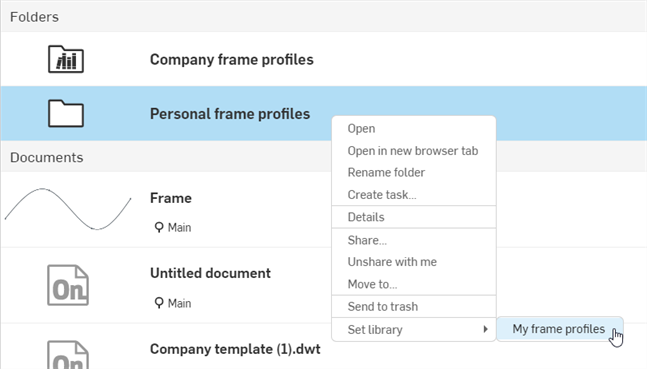 Folders
Company frame profiles
Personal frame profiles
Open
Open in new browser tab
Rename folder
Create task...
Details
Share...
Unshare with me
Move to...
Send to trash
Set library
My frame profiles
Documents
Frame
Main
On
Untitled document
Main
On
Company template (1).dwt